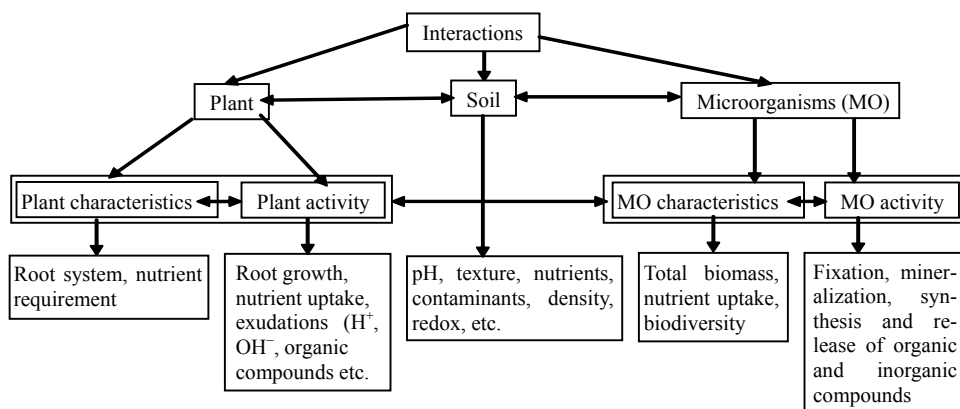 Interactions
Plant
Soil
Microorganisms (MO)
Plant characteristics
Plant activity
MO characteristics
MO activity
Root system, nutrient
requirement
Root growth,
nutrient uptake,
exudations (H⁺,
OH⁻, organic
compounds etc.
pH, texture, nutrients,
contaminants, density,
redox, etc.
Total biomass,
nutrient uptake,
biodiversity
Fixation, miner-
alization, syn-
thesis and re-
lease of organic
and inorganic
compounds